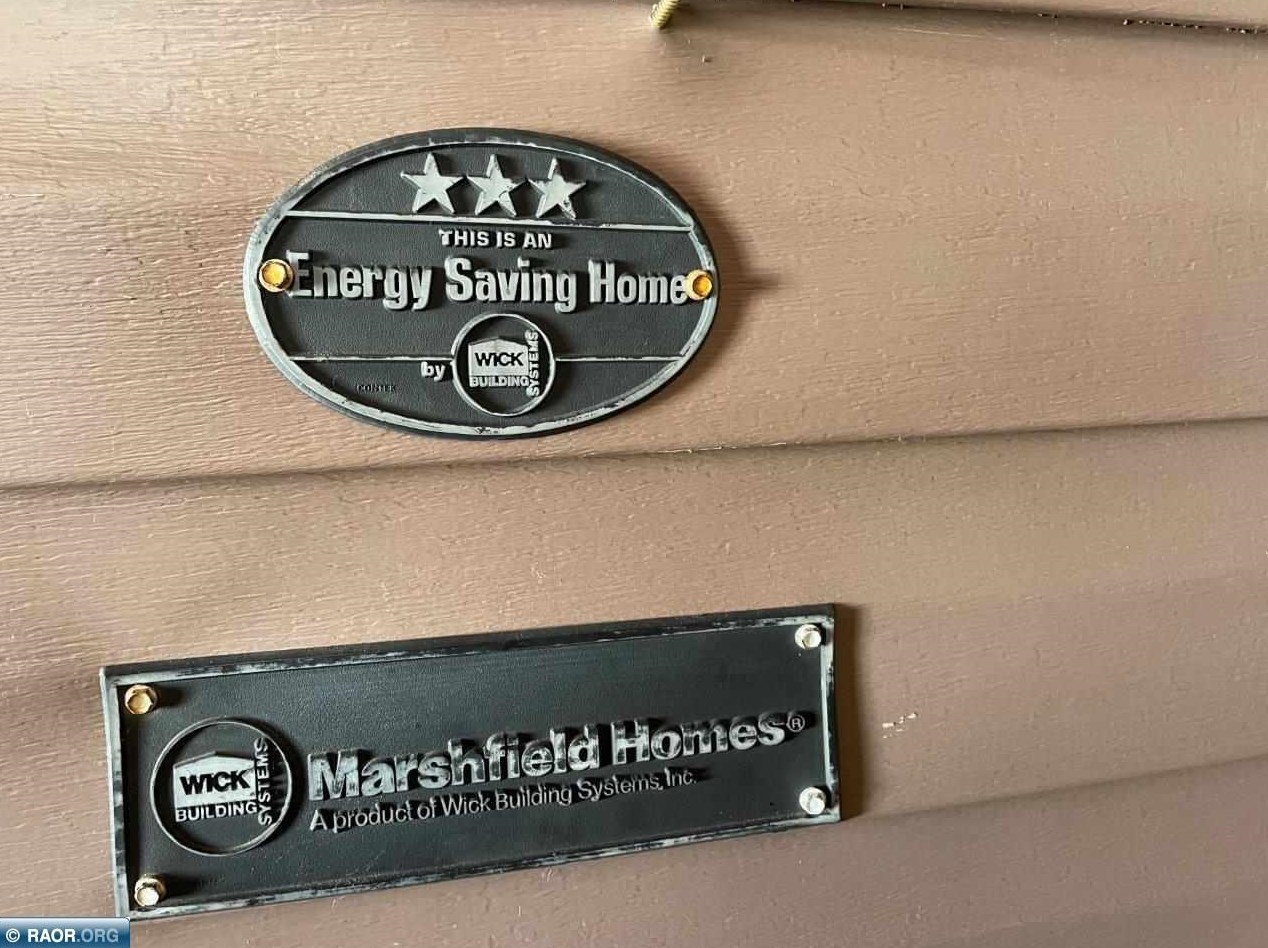 THIS IS AN
Energy Saving Home
by
WICK
BUILDING
SYSTEMS
CONTEK
WICK
BUILDING
SYSTEMS
Marshfield Homes®
A product of Wick Building Systems, Inc.
© RAOR.ORG